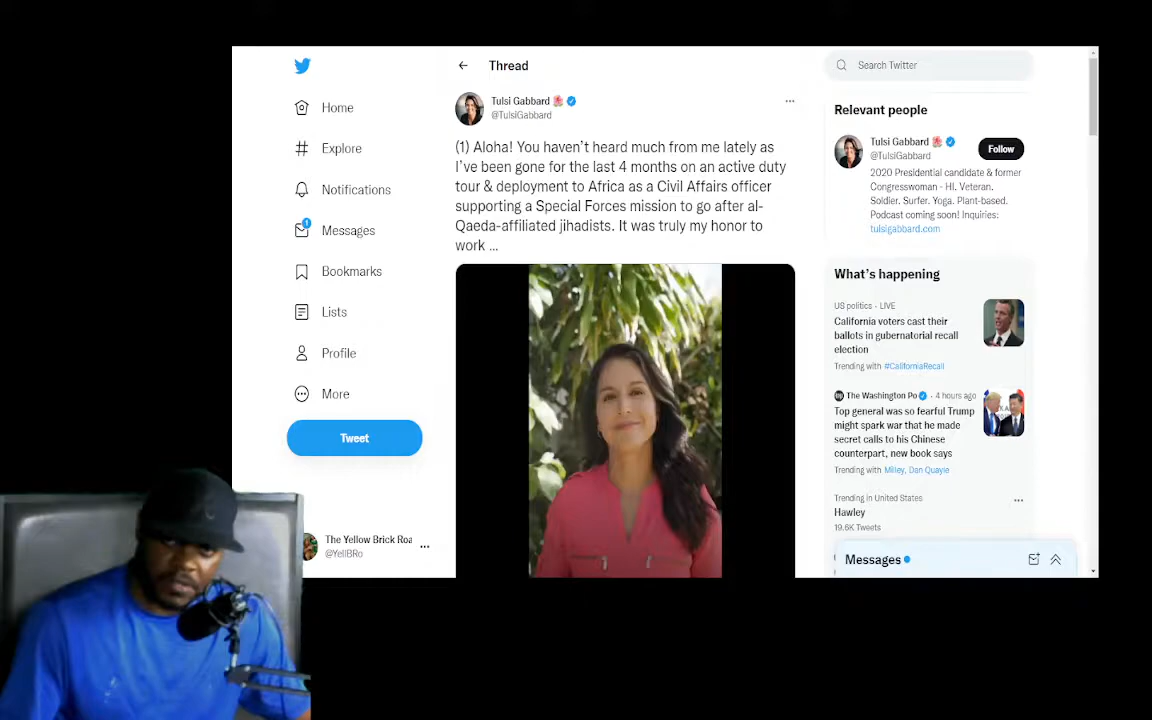 Home
Explore
Notifications
1
Messages
Bookmarks
Lists
Profile
More
Tweet
The Yellow Brick Roa
@YellBRo
Thread
Tulsi Gabbard
@TulsiGabbard
(1) Aloha! You haven't heard much from me lately as
I've been gone for the last 4 months on an active duty
tour & deployment to Africa as a Civil Affairs officer
supporting a Special Forces mission to go after al-
Qaeda-affiliated jihadists. It was truly my honor to
work ...
Search Twitter
Relevant people
Tulsi Gabbard
@TulsiGabbard
Follow
2020 Presidential candidate & former
Congresswoman - HI. Veteran.
Soldier. Surfer. Yoga. Plant-based.
Podcast coming soon! Inquiries:
tulsigabbard.com
What's happening
US politics · LIVE
California voters cast their
ballots in gubernatorial recall
election
Trending with #CaliforniaRecall
The Washington Po · 4 hours ago
Top general was so fearful Trump
might spark war that he made
secret calls to his Chinese
counterpart, new book says
Trending with Milley, Dan Quayle
Trending in United States
Hawley
19.6K Tweets
Messages